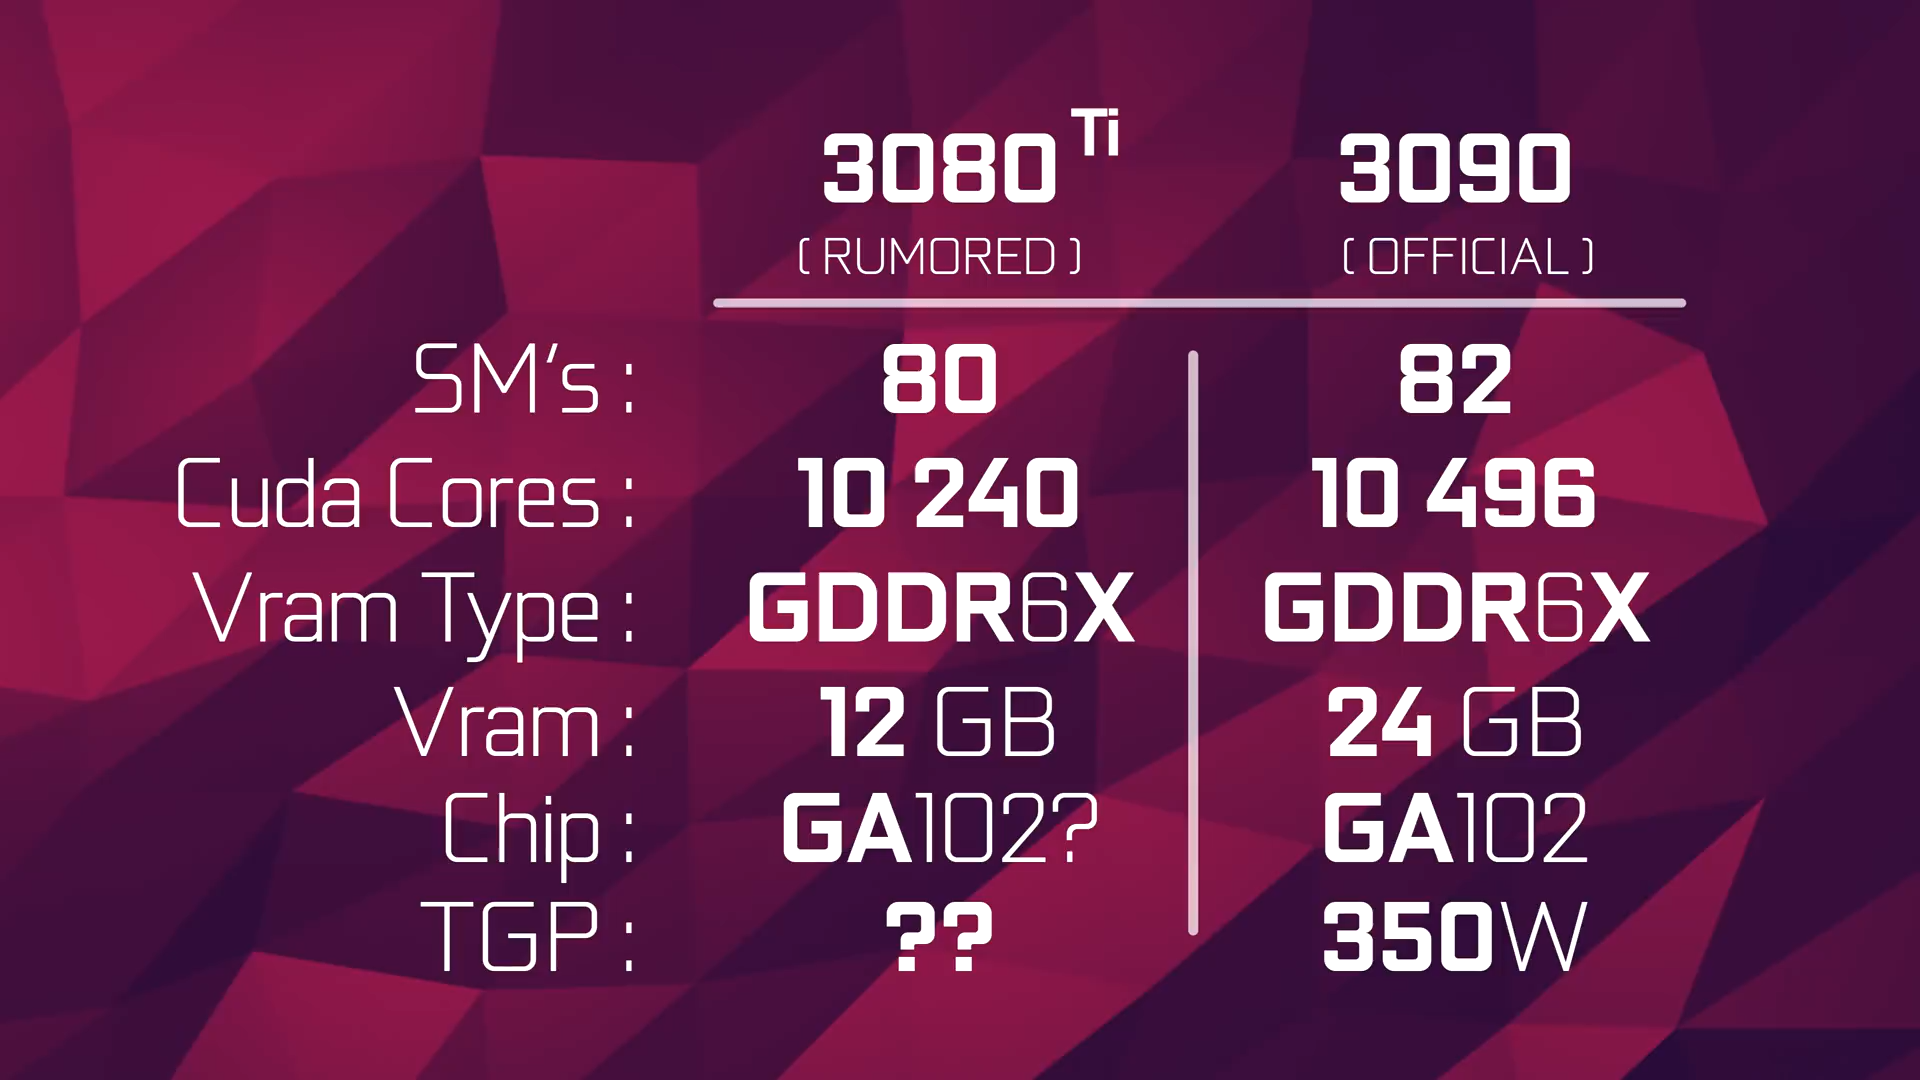 3080 Ti 3090
( RUMORED ) ( OFFICIAL )
SM's : 80 82
Cuda Cores : 10 240 10 496
Vram Type : GDDR6X GDDR6X
Vram : 12 GB 24 GB
Chip : GA102? GA102
TGP : ?? 350W